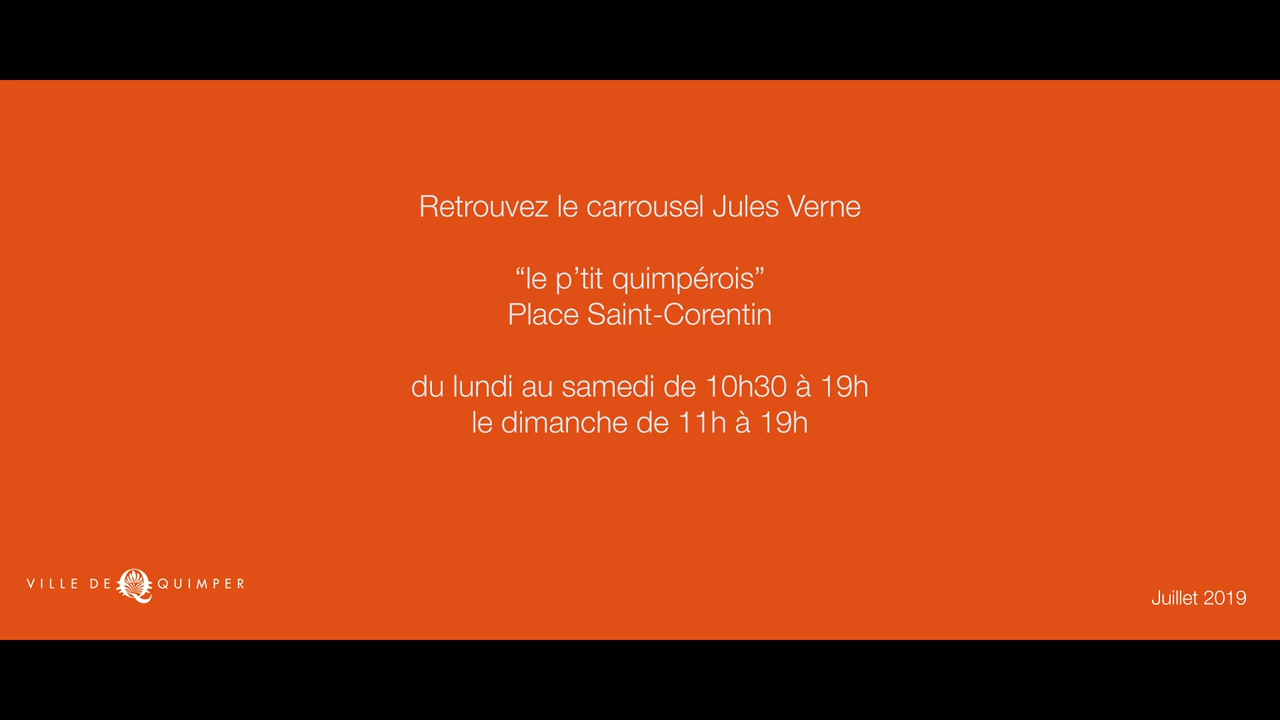 Retrouvez le carrousel Jules Verne
“le p’tit quimpérois”
Place Saint-Corentin
du lundi au samedi de 10h30 à 19h
le dimanche de 11h à 19h
VILLE DE QUIMPER
Juillet 2019